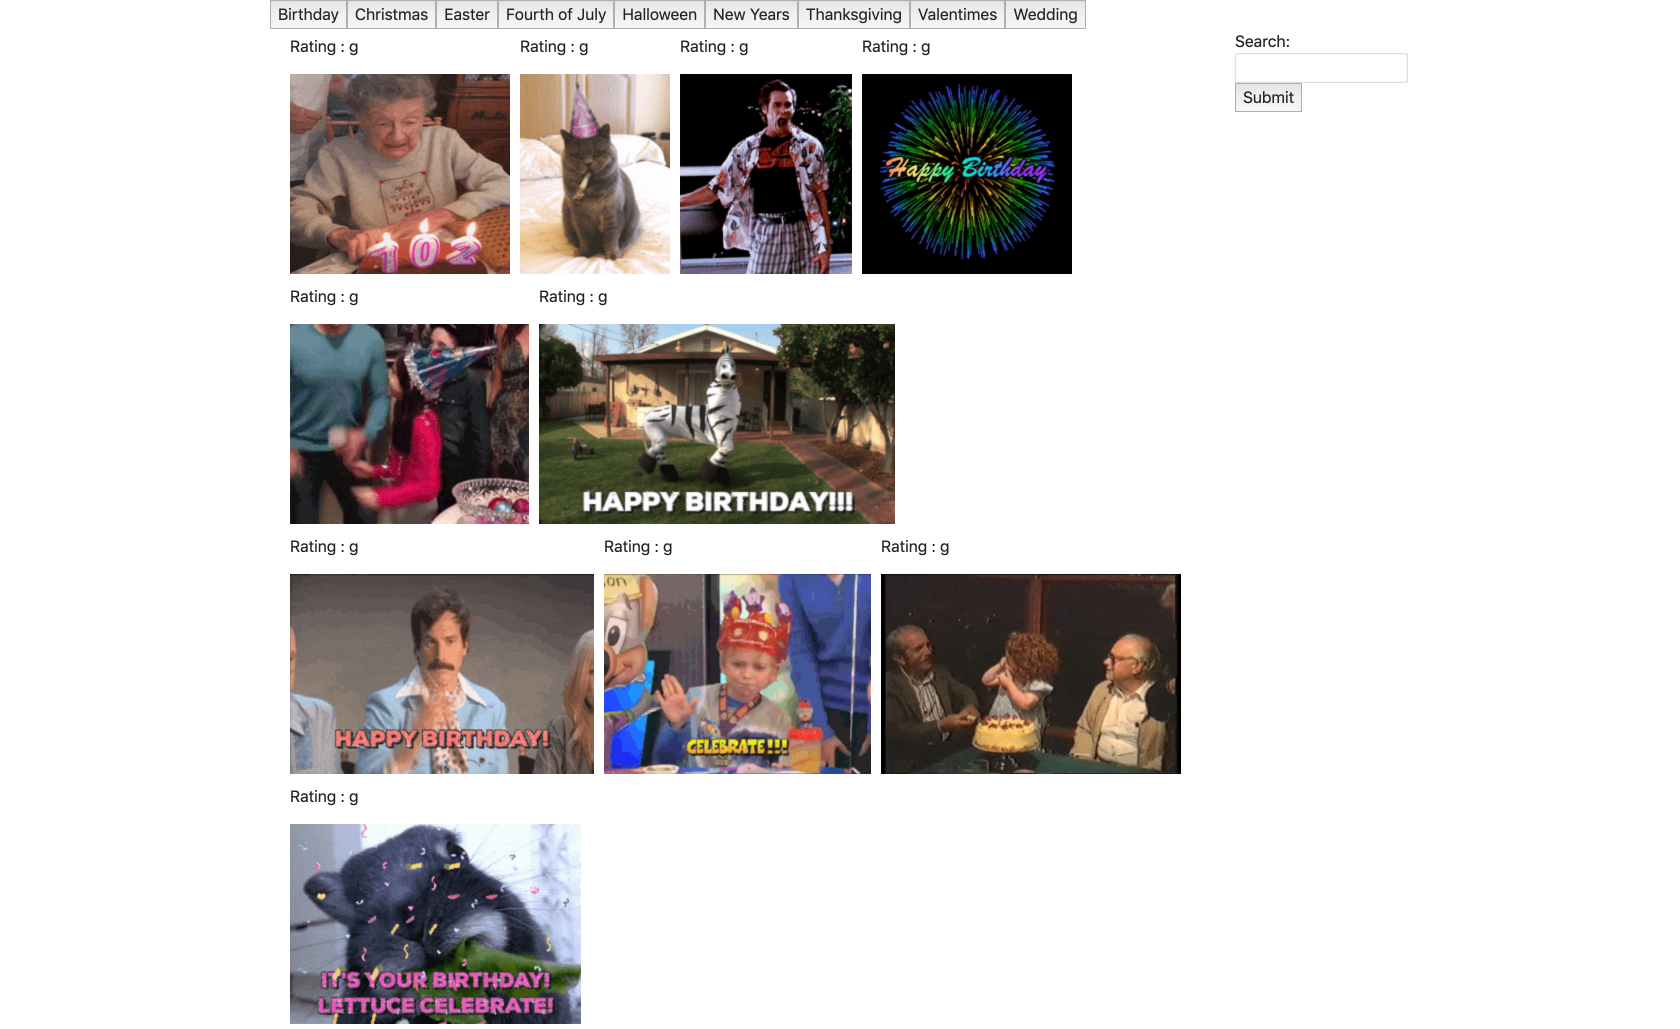 Birthday Christmas Easter Fourth of July Halloween New Years Thanksgiving Valentimes Wedding
Search:
Submit
Rating : g Rating : g Rating : g Rating : g
102
Happy Birthday
Rating : g Rating : g
HAPPY BIRTHDAY!!!
Rating : g Rating : g Rating : g
HAPPY BIRTHDAY!
CELEBRATE!!!
Rating : g
IT'S YOUR BIRTHDAY!
LETTUCE CELEBRATE!